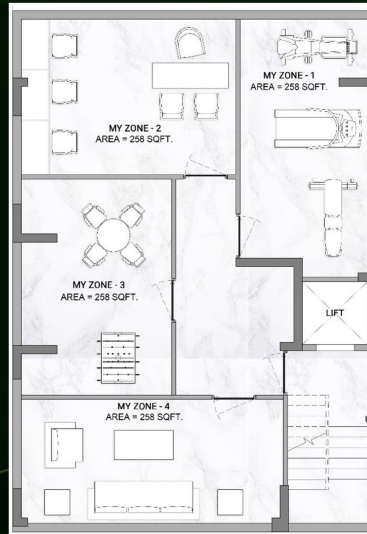 MY ZONE - 1
AREA = 258 SQFT.
MY ZONE - 2
AREA = 258 SQFT.
MY ZONE - 3
AREA = 258 SQFT.
LIFT
MY ZONE - 4
AREA = 258 SQFT.
U